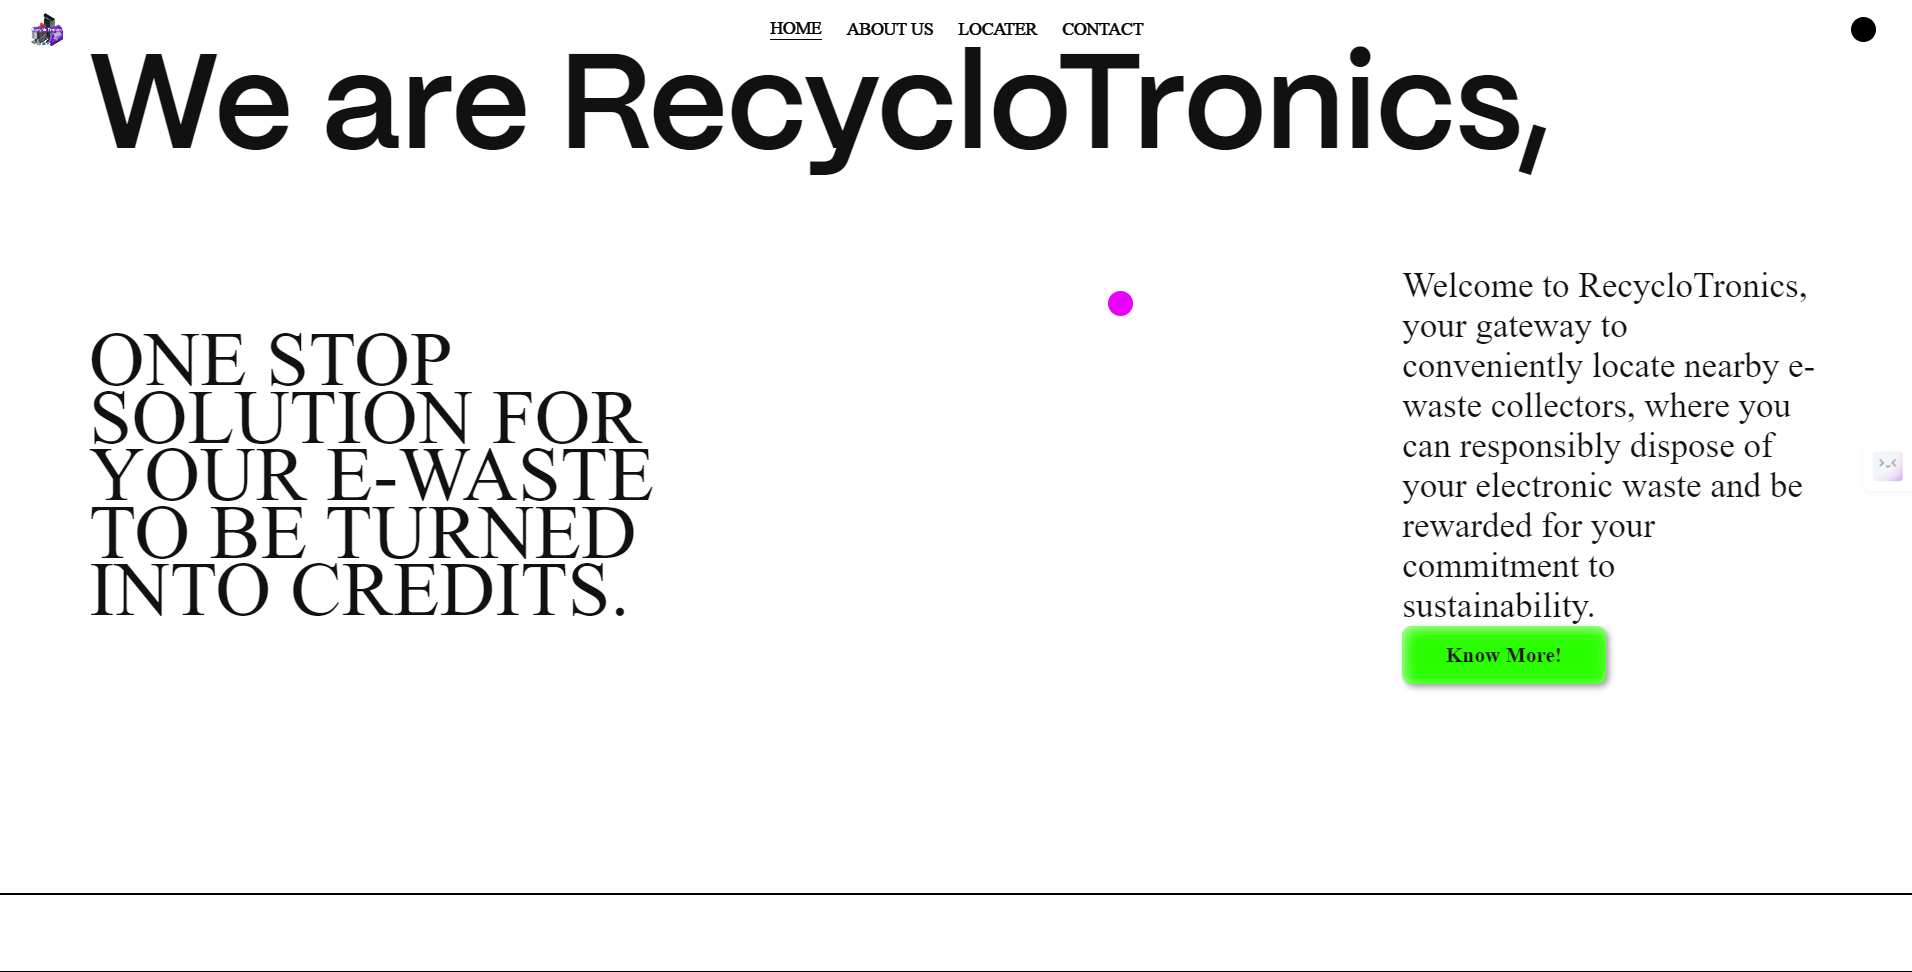 HOME ABOUT US LOCATER CONTACT
We are RecycloTronics,
ONE STOP
SOLUTION FOR
YOUR E-WASTE
TO BE TURNED
INTO CREDITS.
Welcome to RecycloTronics,
your gateway to
conveniently locate nearby e-
waste collectors, where you
can responsibly dispose of
your electronic waste and be
rewarded for your
commitment to
sustainability.
Know More!